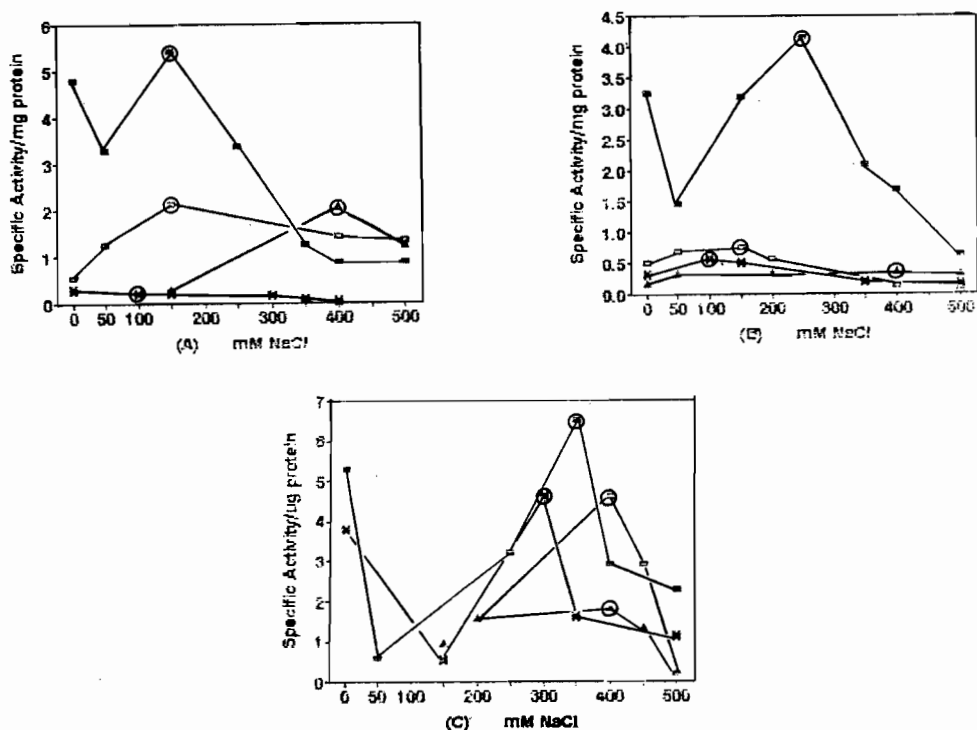 Specific Activity/mg protein
6
5
4
3
2
1
0
0 50 100 200 300 400 500
(A) mM NaCl
Specific Activity/mg protein
4.5
4.0
3.5
3.0
2.5
2.0
1.5
1.0
0.5
0.0
0 50 100 200 300 400 500
(B) mM NaCl
Specific Activity/ug protein
7
6
5
4
3
2
1
0
0 50 100 200 300 400 500
(C) mM NaCl